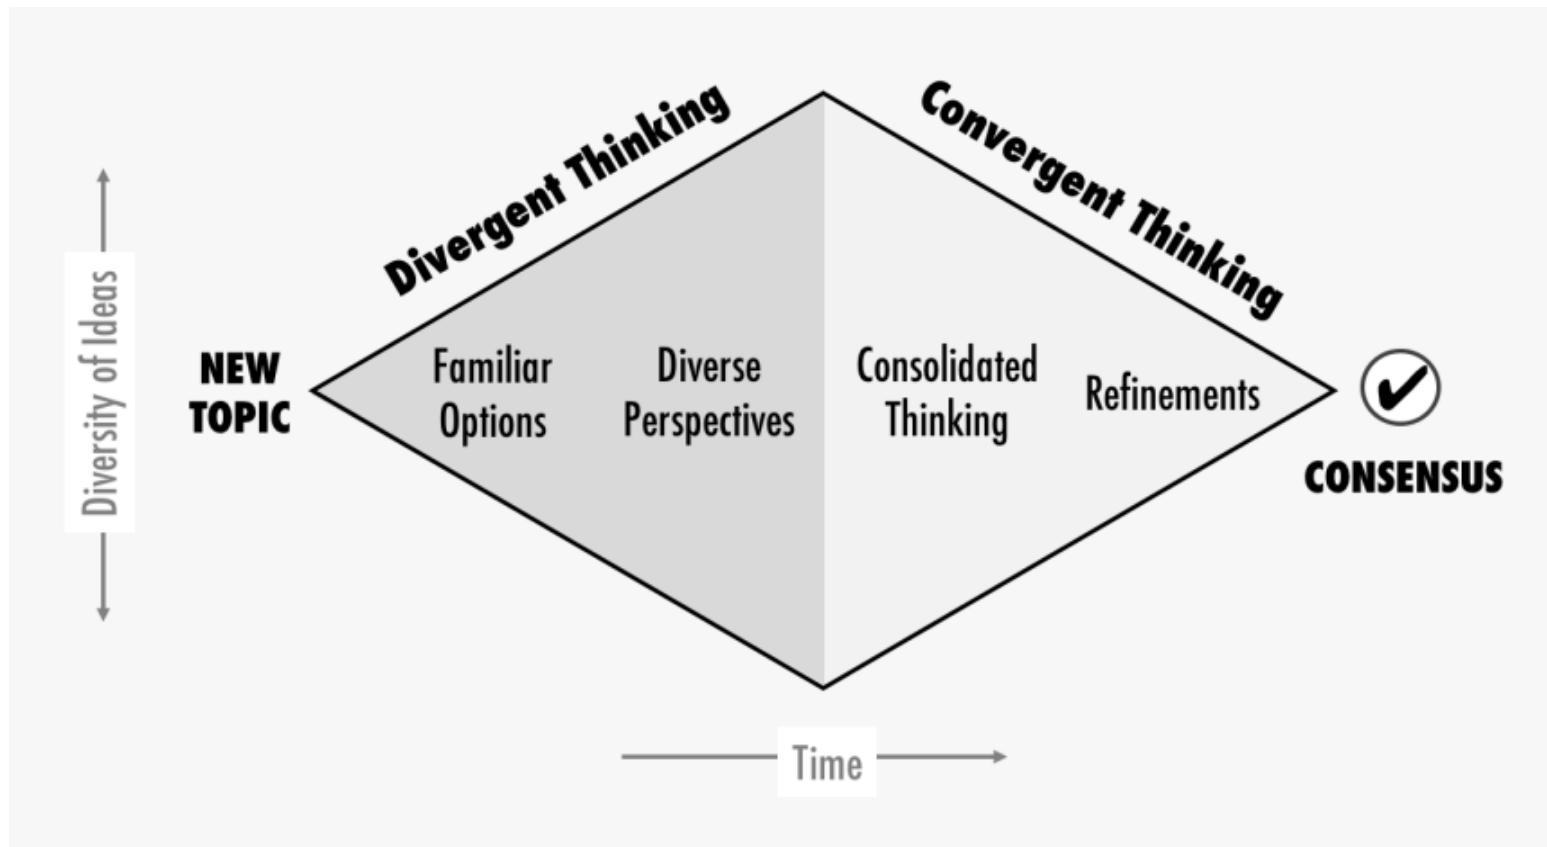 Divergent Thinking
Convergent Thinking
Diversity of Ideas
NEW
TOPIC
Familiar
Options
Diverse
Perspectives
Consolidated
Thinking
Refinements
CONSENSUS
Time